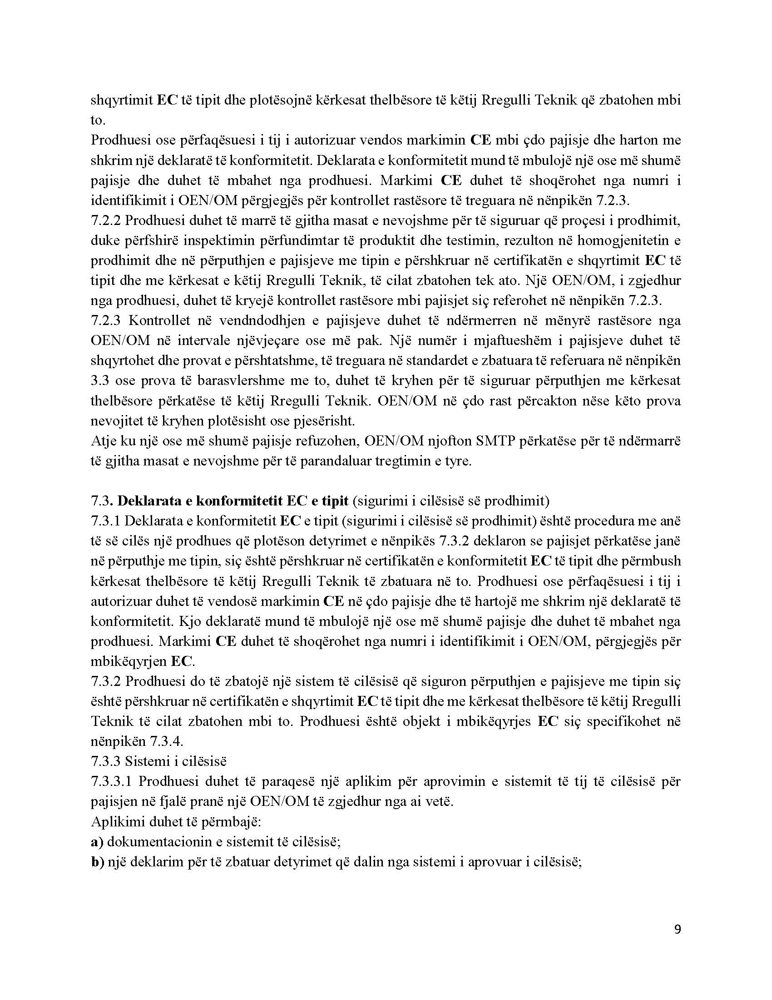 shqyrtimit EC të tipit dhe plotësojnë kërkesat thelbësore të këtij Rregulli Teknik që zbatohen mbi
to.
Prodhuesi ose përfaqësuesi i tij i autorizuar vendos markimin CE mbi çdo pajisje dhe harton me
shkrim një deklaratë të konformitetit. Deklarata e konformitetit mund të mbulojë një ose më shumë
pajisje dhe duhet të mbahet nga prodhuesi. Markimi CE duhet të shoqërohet nga numri i
identifikimit i OEN/OM përgjegjës për kontrollet rastësore të treguara në nënpikën 7.2.3.
7.2.2 Prodhuesi duhet të marrë të gjitha masat e nevojshme për të siguruar që proçesi i prodhimit,
duke përfshirë inspektimin përfundimtar të produktit dhe testimin, rezulton në homogjenitetin e
prodhimit dhe në përputhjen e pajisjeve me tipin e përshkruar në certifikatën e shqyrtimit EC të
tipit dhe me kërkesat e këtij Rregulli Teknik, të cilat zbatohen tek ato. Një OEN/OM, i zgjedhur
nga prodhuesi, duhet të kryejë kontrollet rastësore mbi pajisjet siç referohet në nënpikën 7.2.3.
7.2.3 Kontrollet në vendndodhjen e pajisjeve duhet të ndërmerren në mënyrë rastësore nga
OEN/OM në intervale njëvjeçare ose më pak. Një numër i mjaftueshëm i pajisjeve duhet të
shqyrtohet dhe provat e përshtatshme, të treguara në standardet e zbatuara të referuara në nënpikën
3.3 ose prova të barasvlershme me to, duhet të kryhen për të siguruar përputhjen me kërkesat
thelbësore përkatëse të këtij Rregulli Teknik. OEN/OM në çdo rast përcakton nëse këto prova
nevojitet të kryhen plotësisht ose pjesërisht.
Atje ku një ose më shumë pajisje refuzohen, OEN/OM njofton SMTP përkatëse për të ndërmarrë
të gjitha masat e nevojshme për të parandaluar tregtimin e tyre.
7.3. Deklarata e konformitetit EC e tipit (sigurimi i cilësisë së prodhimit)
7.3.1 Deklarata e konformitetit EC e tipit (sigurimi i cilësisë së prodhimit) është procedura me anë
të së cilës një prodhues që plotëson detyrimet e nënpikës 7.3.2 deklaron se pajisjet përkatëse janë
në përputhje me tipin, siç është përshkruar në certifikatën e konformitetit EC të tipit dhe përmbush
kërkesat thelbësore të këtij Rregulli Teknik të zbatuara në to. Prodhuesi ose përfaqësuesi i tij i
autorizuar duhet të vendosë markimin CE në çdo pajisje dhe të hartojë me shkrim një deklaratë të
konformitetit. Kjo deklaratë mund të mbulojë një ose më shumë pajisje dhe duhet të mbahet nga
prodhuesi. Markimi CE duhet të shoqërohet nga numri i identifikimit i OEN/OM, përgjegjës për
mbikëqyrjen EC.
7.3.2 Prodhuesi do të zbatojë një sistem të cilësisë që siguron përputhjen e pajisjeve me tipin siç
është përshkruar në certifikatën e shqyrtimit EC të tipit dhe me kërkesat thelbësore të këtij Rregulli
Teknik të cilat zbatohen mbi to. Prodhuesi është objekt i mbikëqyrjes EC siç specifikohet në
nënpikën 7.3.4.
7.3.3 Sistemi i cilësisë
7.3.3.1 Prodhuesi duhet të paraqesë një aplikim për aprovimin e sistemit të tij të cilësisë për
pajisjen në fjalë pranë një OEN/OM të zgjedhur nga ai vetë.
Aplikimi duhet të përmbajë:
a) dokumentacionin e sistemit të cilësisë;
b) një deklarim për të zbatuar detyrimet që dalin nga sistemi i aprovuar i cilësisë;
9